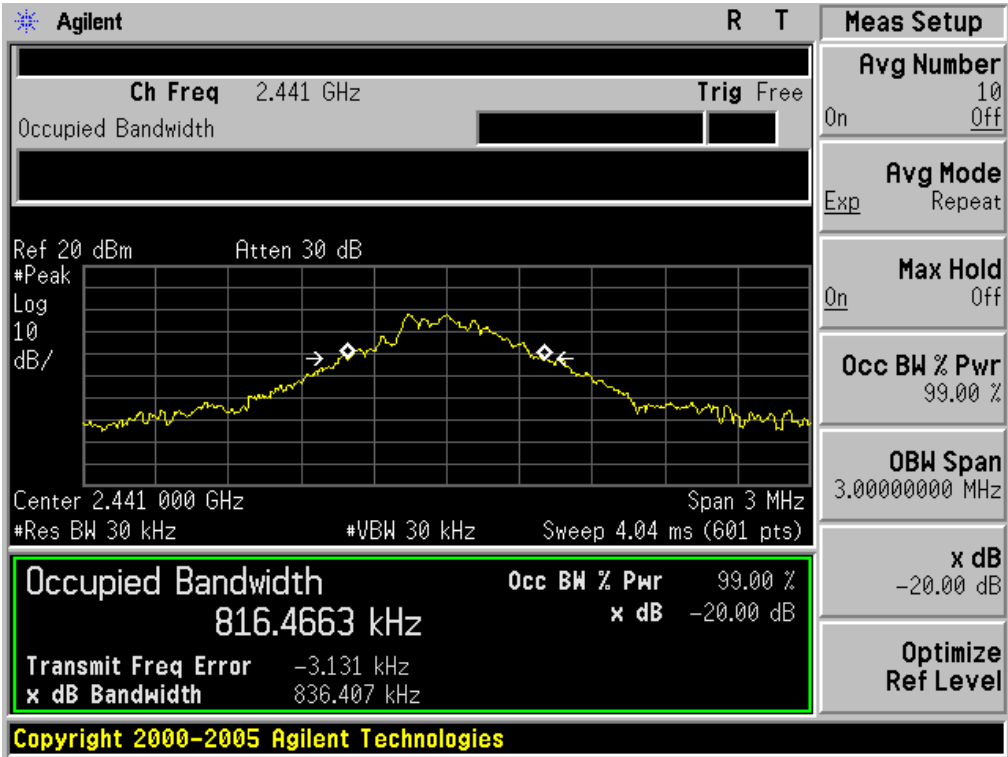 Agilent R T
Ch Freq 2.441 GHz Trig Free
Occupied Bandwidth
Ref 20 dBm Atten 30 dB
#Peak
Log
10
dB/
Center 2.441 000 GHz Span 3 MHz
#Res BW 30 kHz #VBW 30 kHz Sweep 4.04 ms (601 pts)
Occupied Bandwidth Occ BW % Pwr 99.00 %
816.4663 kHz x dB -20.00 dB
Transmit Freq Error -3.131 kHz
x dB Bandwidth 836.407 kHz
Copyright 2000-2005 Agilent Technologies
Meas Setup
Avg Number
10
On Off
Avg Mode
Exp Repeat
Max Hold
On Off
Occ BW % Pwr
99.00 %
OBW Span
3.00000000 MHz
x dB
-20.00 dB
Optimize
Ref Level